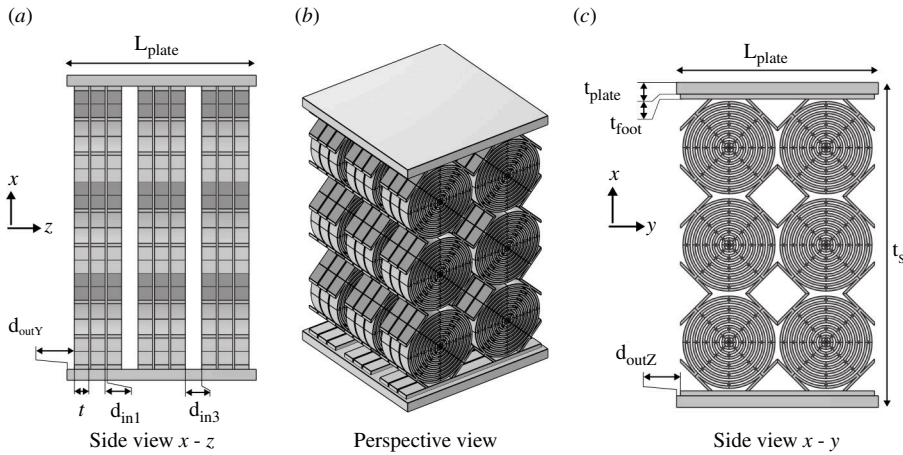 (a)
(b)
(c)
L_plate
L_plate
t_plate
t_foot
x
z
x
y
t_s
d_outY
d_outZ
t
d_in1
d_in3
Side view x - z
Perspective view
Side view x - y